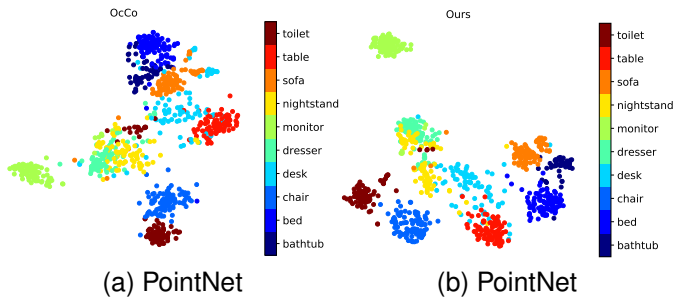 OcCo
toilet
table
sofa
nightstand
monitor
dresser
desk
chair
bed
bathtub
(a) PointNet
Ours
toilet
table
sofa
nightstand
monitor
dresser
desk
chair
bed
bathtub
(b) PointNet